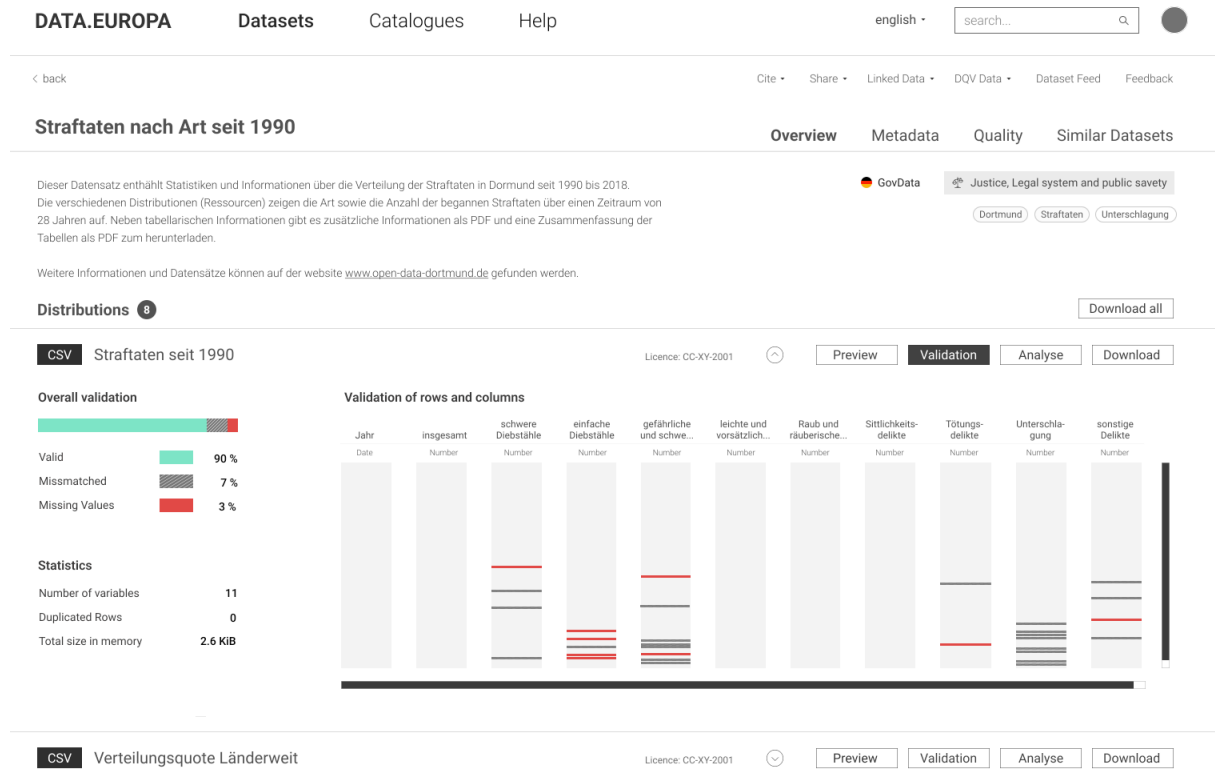 DATA.EUROPA Datasets Catalogues Help english search...
back Cite Share Linked Data DQV Data Dataset Feed Feedback
Straftaten nach Art seit 1990 Overview Metadata Quality Similar Datasets
Dieser Datensatz enthählt Statistiken und Informationen über die Verteilung der Straftaten in Dormund seit 1990 bis 2018.
Die verschiedenen Distributionen (Ressourcen) zeigen die Art sowie die Anzahl der begannen Straftaten über einen Zeitraum von
28 Jahren auf. Neben tabellarischen Informationen gibt es zusätzliche Informationen als PDF und eine Zusammenfassung der
Tabellen als PDF zum herunterladen.
Weitere Informationen und Datensätze können auf der website www.open-data-dortmund.de gefunden werden.
GovData Justice, Legal system and public savety
Dortmund Straftaten Unterschlagung
Distributions 8 Download all
CSV Straftaten seit 1990 Licence: CC-XY-2001 Preview Validation Analyse Download
Overall validation
Valid 90 %
Missmatched 7 %
Missing Values 3 %
Statistics
Number of variables 11
Duplicated Rows 0
Total size in memory 2.6 KiB
Validation of rows and columns
Jahr
Date
insgesamt
Number
schwere
Diebstähle
Number
einfache
Diebstähle
Number
gefährliche
und schwe...
Number
leichte und
vorsätzlich...
Number
Raub und
räuberische...
Number
Sittlichkeits-
delikte
Number
Tötungs-
delikte
Number
Unterschla-
gung
Number
sonstige
Delikte
Number
CSV Verteilungsquote Länderweit Licence: CC-XY-2001 Preview Validation Analyse Download